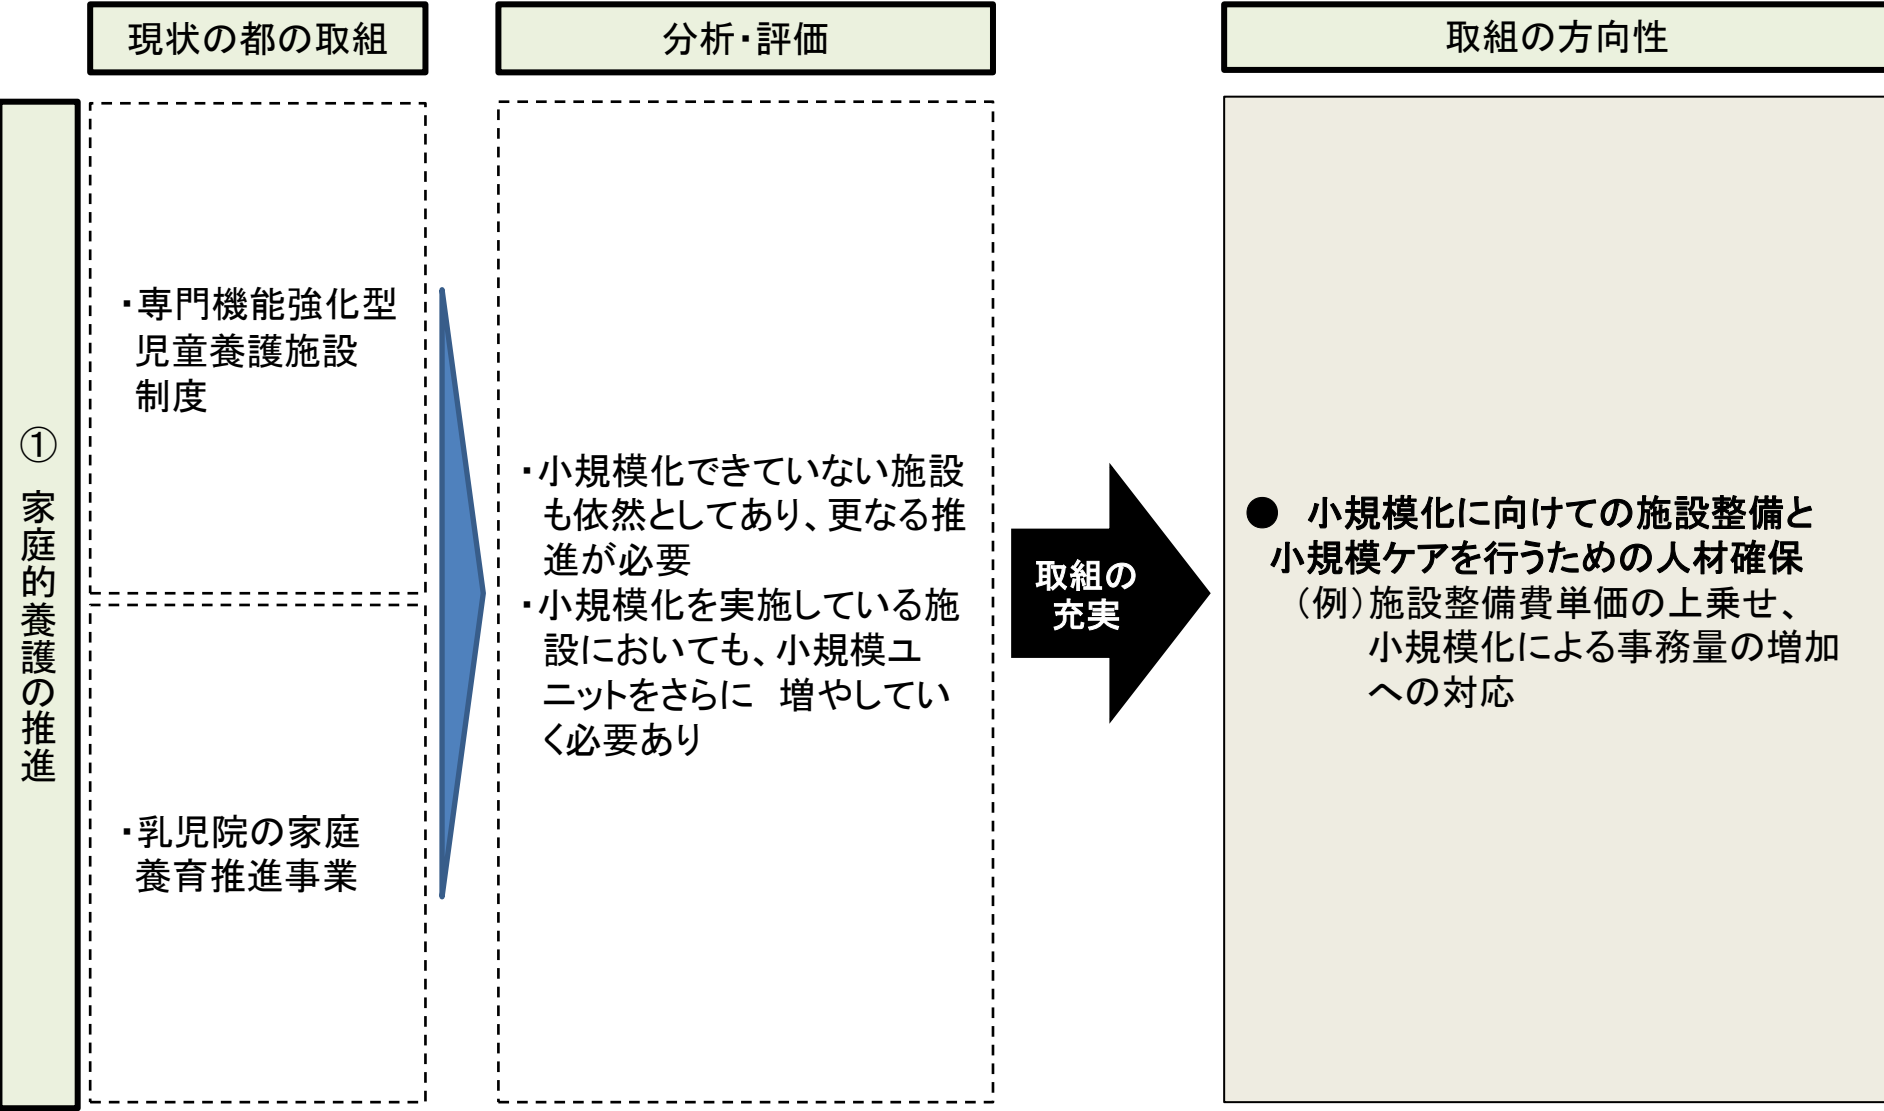 現状の都の取組
分析・評価
取組の方向性
① 家庭的養護の推進
・専門機能強化型
児童養護施設
制度
・乳児院の家庭
養育推進事業
・小規模化できていない施設
も依然としてあり、更なる推
進が必要
・小規模化を実施している施
設においても、小規模ユ
ニットをさらに　増やしてい
く必要あり
取組の
充実
●　小規模化に向けての施設整備と
小規模ケアを行うための人材確保
（例）施設整備費単価の上乗せ、
小規模化による事務量の増加
への対応